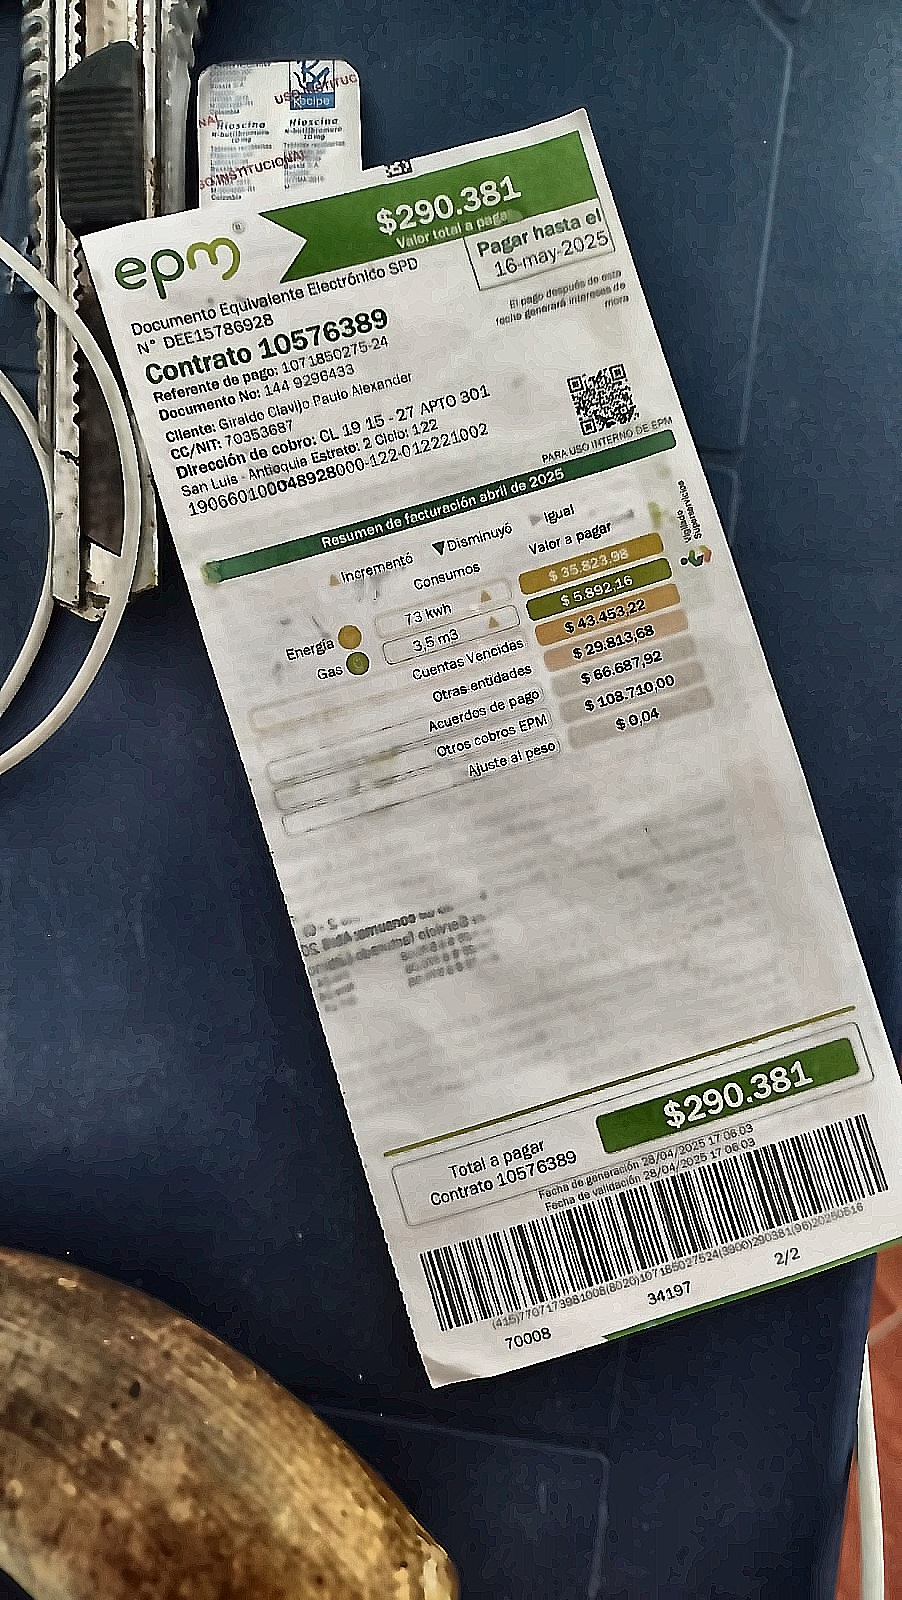 Recipe
Hioscina
N-butilbromuro
10 mg
Hioscina
N-butilbromuro
10 mg
USO INSTITUCIONAL
epm
$290.381
Valor total a pagar
Pagar hasta el
16-may-2025
El pago después de esta
fecha generará intereses de
mora
Documento Equivalente Electrónico SPD
N° DEE15786928
Contrato 10576389
Referente de pago: 1071850275-24
Documento No: 144 9296433
Cliente: Giraldo Clavijo Paulo Alexander
CC/NIT: 70353687
Dirección de cobro: CL 19 15 - 27 APTO 301
San Luis - Antioquia Estrato: 2 Ciclo: 122
190660100048928000-122-012221002
PARA USO INTERNO DE EPM
Resumen de facturación abril de 2025
Vigilado
Superservicios
Incrementó Disminuyó Igual
Consumos Valor a pagar
Energía 73 kwh $ 35.823,98
Gas 3,5 m3 $ 5.892,16
Cuentas Vencidas $ 43.453,22
Otras entidades $ 29.813,68
Acuerdos de pago $ 66.687,92
Otros cobros EPM $ 108.710,00
Ajuste al peso $ 0,04
Total a pagar
Contrato 10576389
$290.381
Fecha de generación 28/04/2025 17:06:03
Fecha de validación 28/04/2025 17:06:03
(415)7707173981008(8020)107185027524(3900)290381(96)20250516
70008 34197 2/2